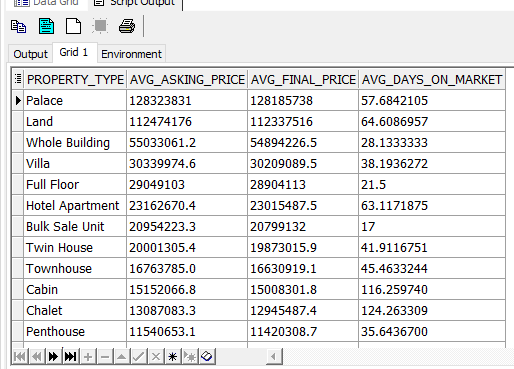 Data Grid Script Output
Output Grid 1 Environment
PROPERTY_TYPE AVG_ASKING_PRICE AVG_FINAL_PRICE AVG_DAYS_ON_MARKET
Palace 128323831 128185738 57.6842105
Land 112474176 112337516 64.6086957
Whole Building 55033061.2 54894226.5 28.1333333
Villa 30339974.6 30209089.5 38.1936272
Full Floor 29049103 28904113 21.5
Hotel Apartment 23162670.4 23015487.5 63.1171875
Bulk Sale Unit 20954223.3 20799132 17
Twin House 20001305.4 19873015.9 41.9116751
Townhouse 16763785.0 16630919.1 45.4633244
Cabin 15152066.8 15008301.8 116.259740
Chalet 13087083.3 12945487.4 124.263309
Penthouse 11540653.1 11420308.7 35.6436700